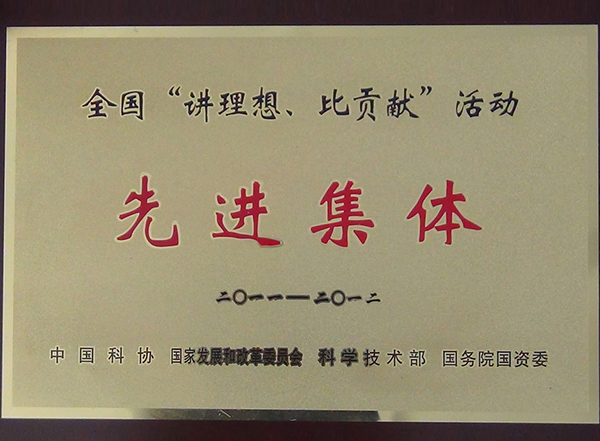 全国“讲理想、比贡献”活动
先进集体
二〇一一—二〇一二
中国科协 国家发展和改革委员会 科学技术部 国务院国资委